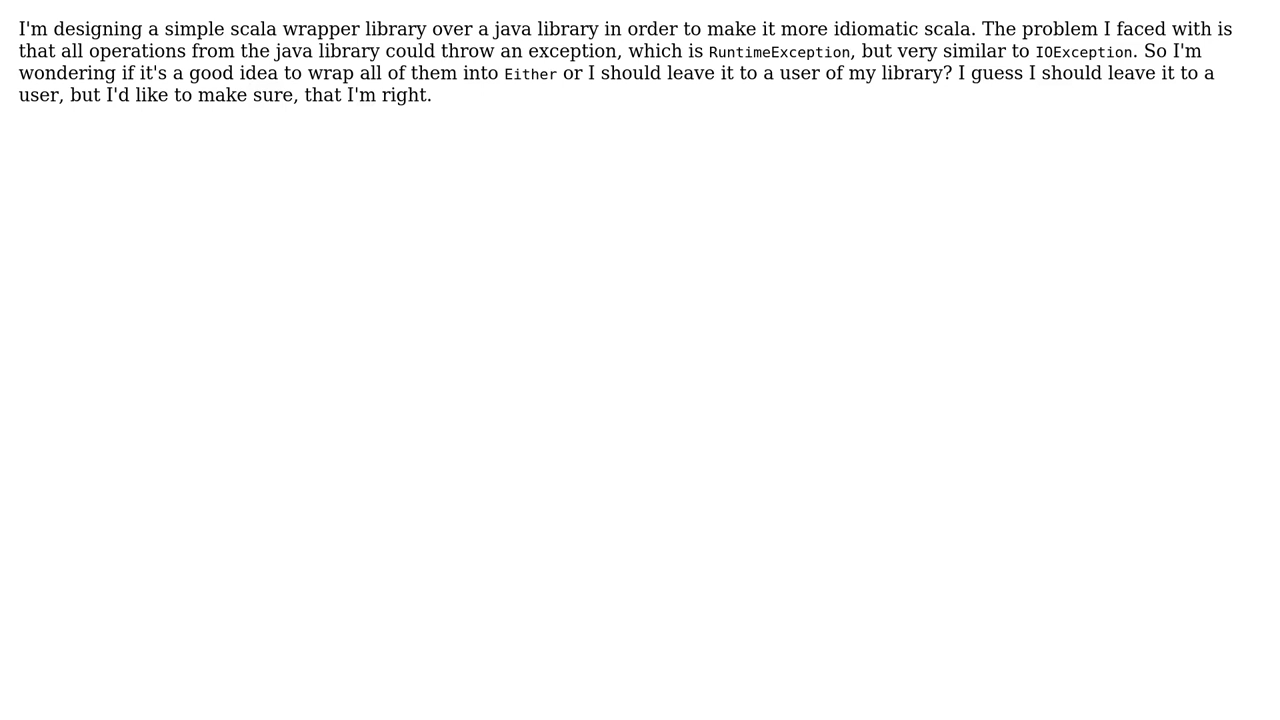 I'm designing a simple scala wrapper library over a java library in order to make it more idiomatic scala. The problem I faced with is
that all operations from the java library could throw an exception, which is RuntimeException, but very similar to IOException. So I'm
wondering if it's a good idea to wrap all of them into Either or I should leave it to a user of my library? I guess I should leave it to a
user, but I'd like to make sure, that I'm right.